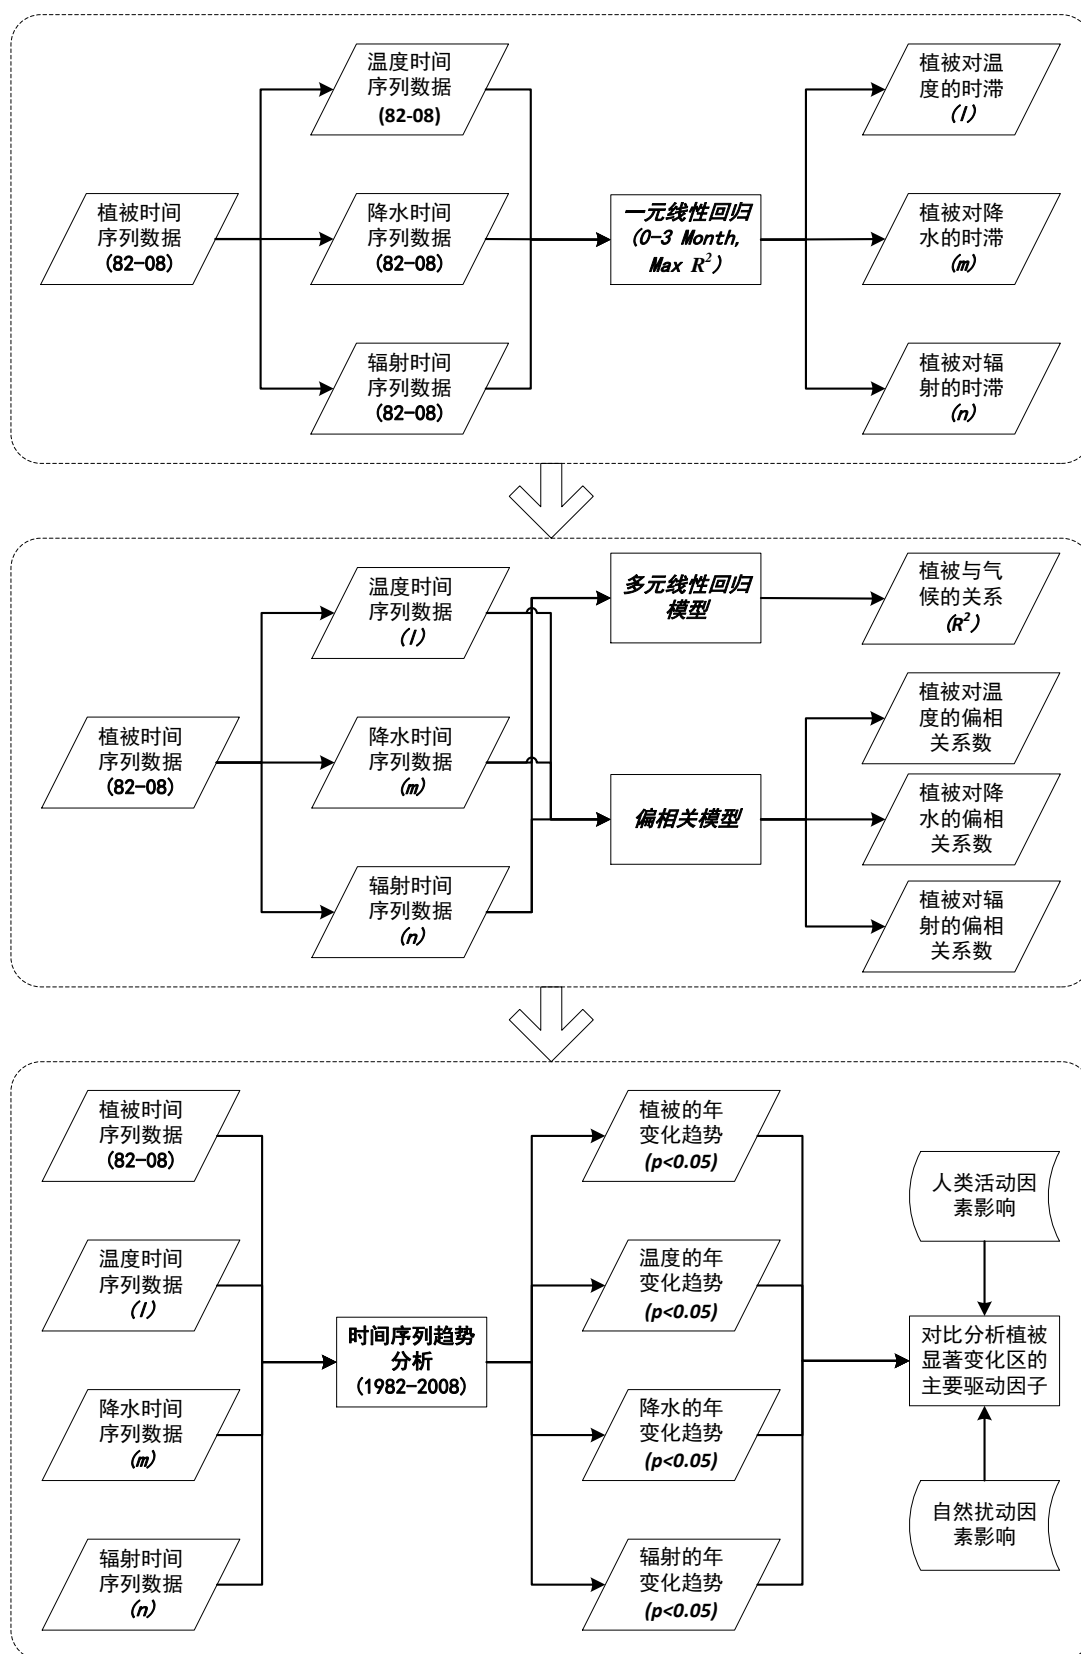 温度时间
序列数据
(82-08)
植被对温
度的时滞
(l)
植被时间
序列数据
(82-08)
降水时间
序列数据
(82-08)
一元线性回归
(0-3 Month,
Max R²)
植被对降
水的时滞
(m)
辐射时间
序列数据
(82-08)
植被对辐
射的时滞
(n)
温度时间
序列数据
(l)
多元线性回归
模型
植被与气
候的关系
(R²)
植被时间
序列数据
(82-08)
降水时间
序列数据
(m)
植被对温
度的偏相
关系数
偏相关模型
植被对降
水的偏相
关系数
辐射时间
序列数据
(n)
植被对辐
射的偏相
关系数
植被时间
序列数据
(82-08)
植被的年
变化趋势
(p<0.05)
人类活动因
素影响
温度时间
序列数据
(l)
温度的年
变化趋势
(p<0.05)
时间序列趋势
分析
(1982-2008)
对比分析植被
显著变化区的
主要驱动因子
降水时间
序列数据
(m)
降水的年
变化趋势
(p<0.05)
自然扰动因
素影响
辐射时间
序列数据
(n)
辐射的年
变化趋势
(p<0.05)